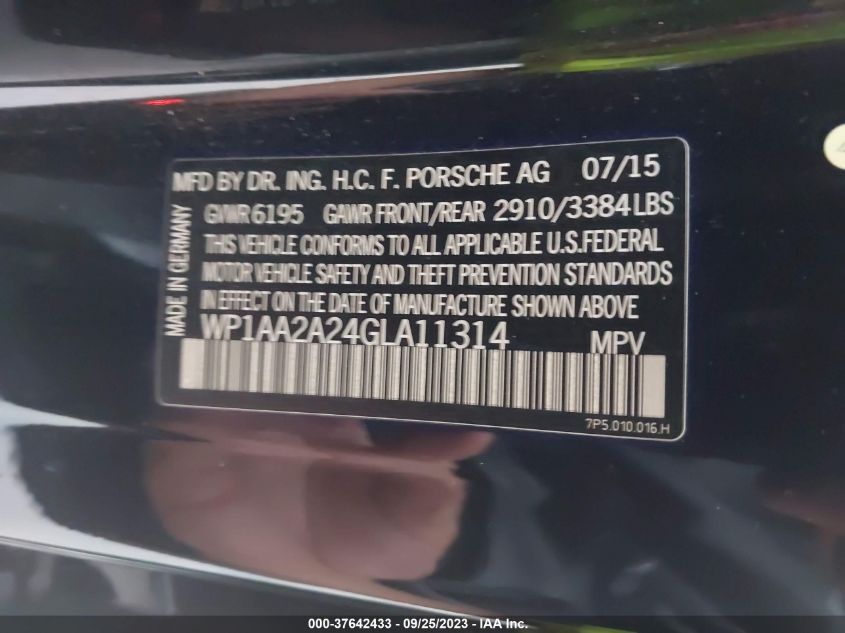 MFD BY DR. ING. H.C. F. PORSCHE AG 07/15
GVWR 6195 GAWR FRONT/REAR 2910/3384 LBS
THIS VEHICLE CONFORMS TO ALL APPLICABLE U.S.FEDERAL
MOTOR VEHICLE SAFETY AND THEFT PREVENTION STANDARDS
IN EFFECT ON THE DATE OF MANUFACTURE SHOWN ABOVE
WP1AA2A24GLA11314 MPV
7P5.010.016.H
MADE IN GERMANY
000-37642433 - 09/25/2023 - IAA Inc.